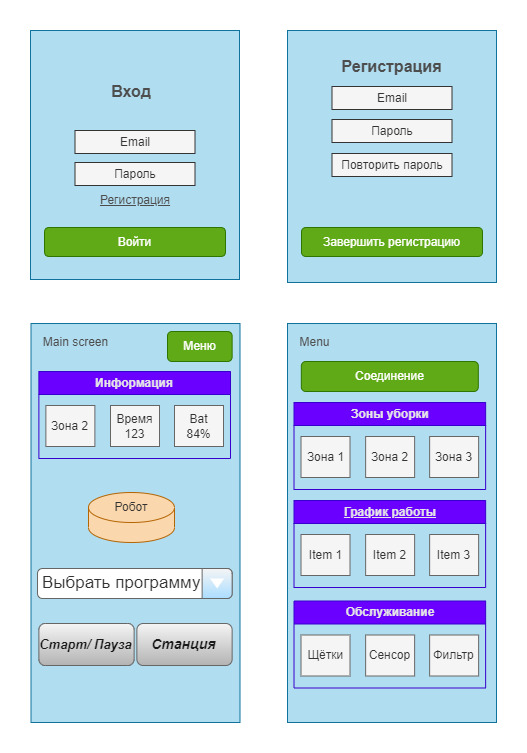 Вход
Email
Пароль
Регистрация
Войти
Регистрация
Email
Пароль
Повторить пароль
Завершить регистрацию
Main screen
Меню
Информация
Зона 2
Время
123
Bat
84%
Робот
Выбрать программу
Старт/ Пауза
Станция
Menu
Соединение
Зоны уборки
Зона 1
Зона 2
Зона 3
График работы
Item 1
Item 2
Item 3
Обслуживание
Щётки
Сенсор
Фильтр